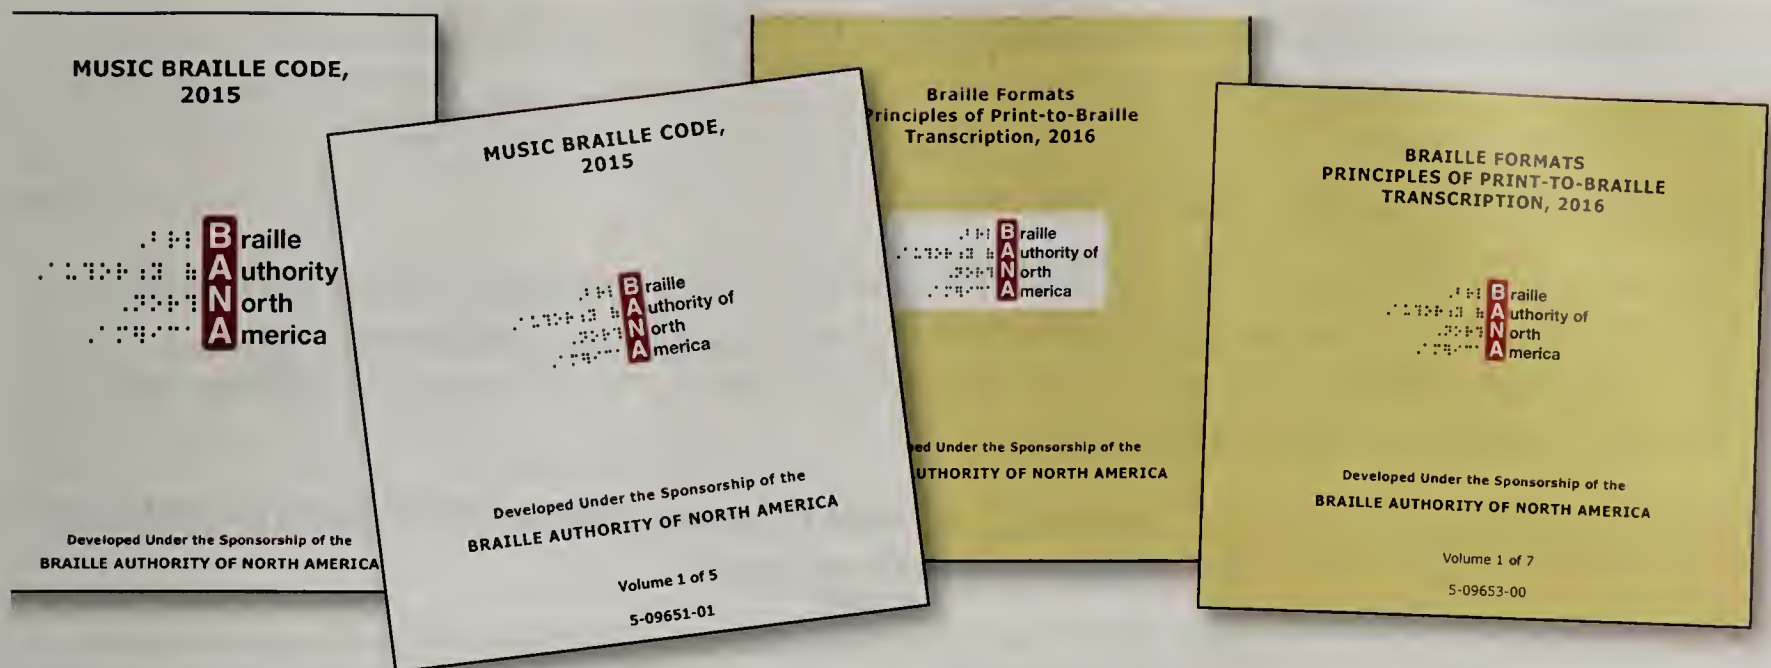 MUSIC BRAILLE CODE,
2015
Braille
Authority
North
America
Developed Under the Sponsorship of the
BRAILLE AUTHORITY OF NORTH AMERICA
MUSIC BRAILLE CODE,
2015
Braille
Authority of
North
America
Developed Under the Sponsorship of the
BRAILLE AUTHORITY OF NORTH AMERICA
Volume 1 of 5
5-09651-01
Braille Formats
Principles of Print-to-Braille
Transcription, 2016
Braille
Authority of
North
America
ed Under the Sponsorship of the
UTHORITY OF NORTH AMERICA
BRAILLE FORMATS
PRINCIPLES OF PRINT-TO-BRAILLE
TRANSCRIPTION, 2016
Braille
Authority of
North
America
Developed Under the Sponsorship of the
BRAILLE AUTHORITY OF NORTH AMERICA
Volume 1 of 7
5-09653-00